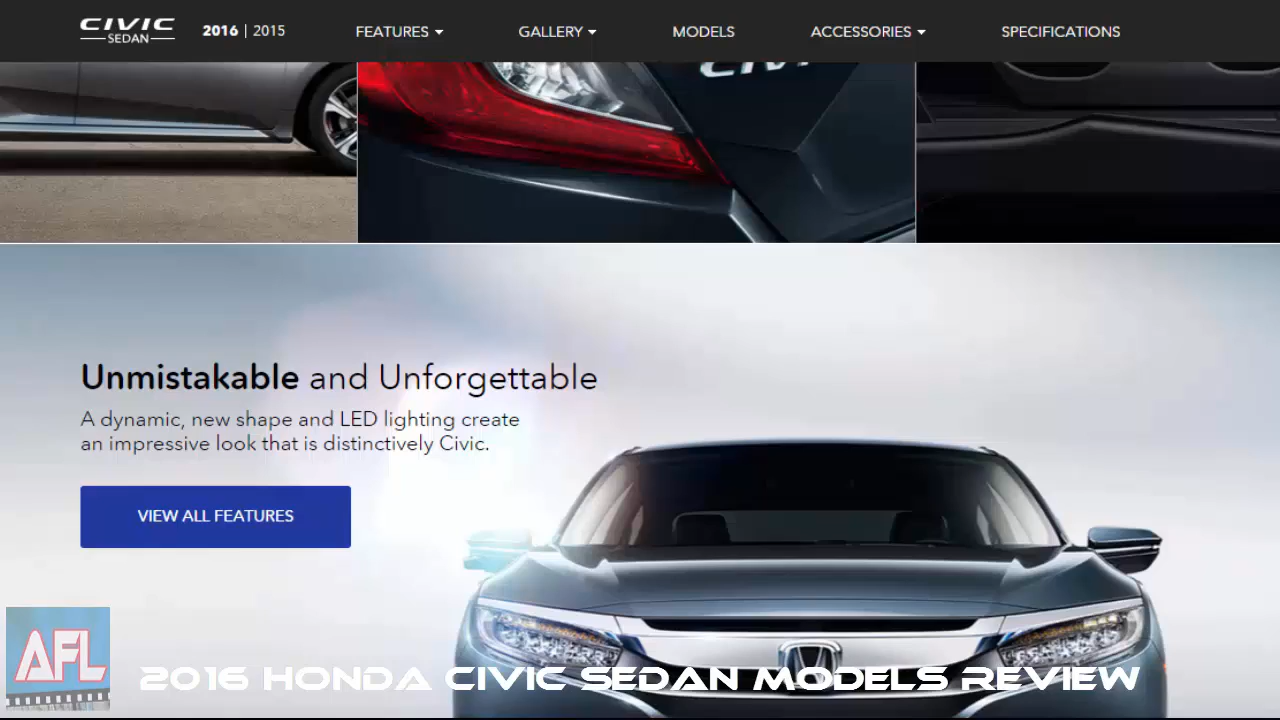 CIVIC
SEDAN
2016 | 2015
FEATURES
GALLERY
MODELS
ACCESSORIES
SPECIFICATIONS
Unmistakable and Unforgettable
A dynamic, new shape and LED lighting create
an impressive look that is distinctively Civic.
VIEW ALL FEATURES
AFL
2016 HONDA CIVIC SEDAN MODELS REVIEW